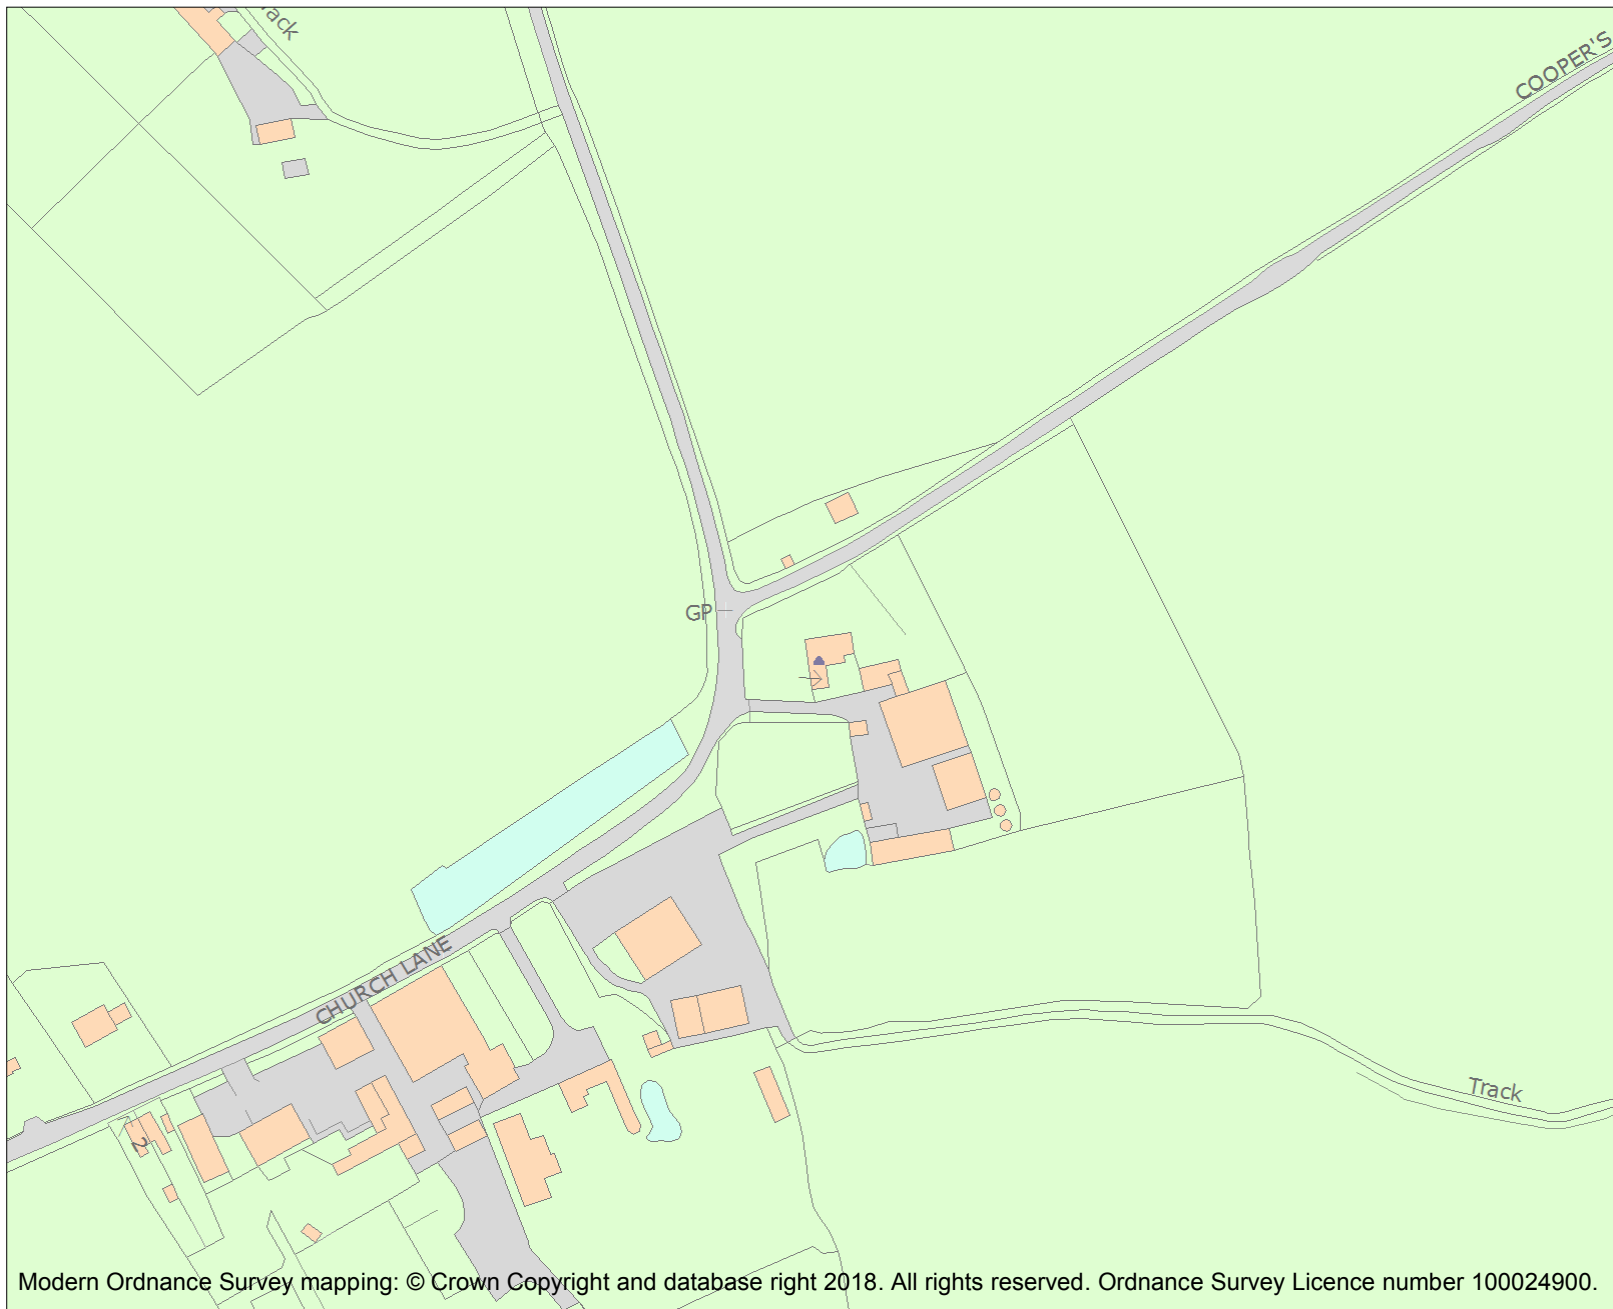 COOPER'S
GP
CHURCH LANE
Track
2
Modern Ordnance Survey mapping: © Crown Copyright and database right 2018. All rights reserved. Ordnance Survey Licence number 100024900.